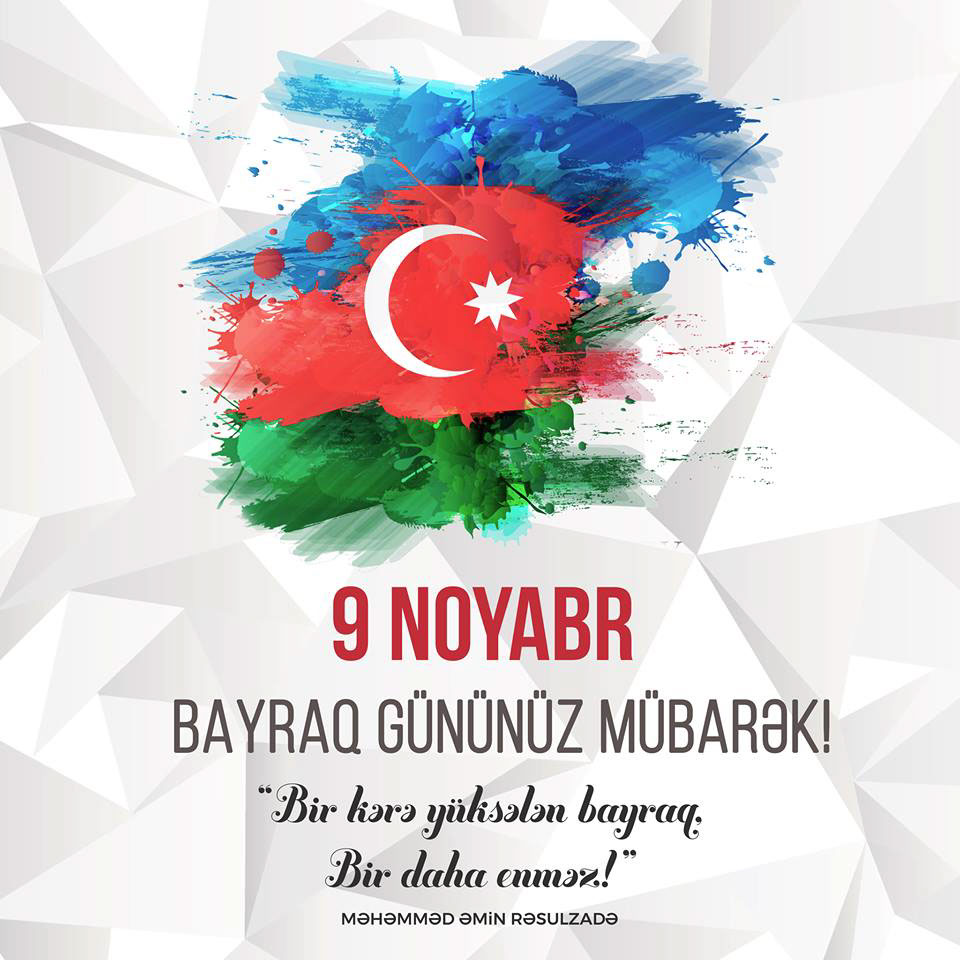 9 NOYABR
BAYRAQ GÜNÜNÜZ MÜBARƏK!
“Bir kərə yüksələn bayraq,
Bir daha enməz!”
MƏHƏMMƏD ƏMİN RƏSULZADƏ